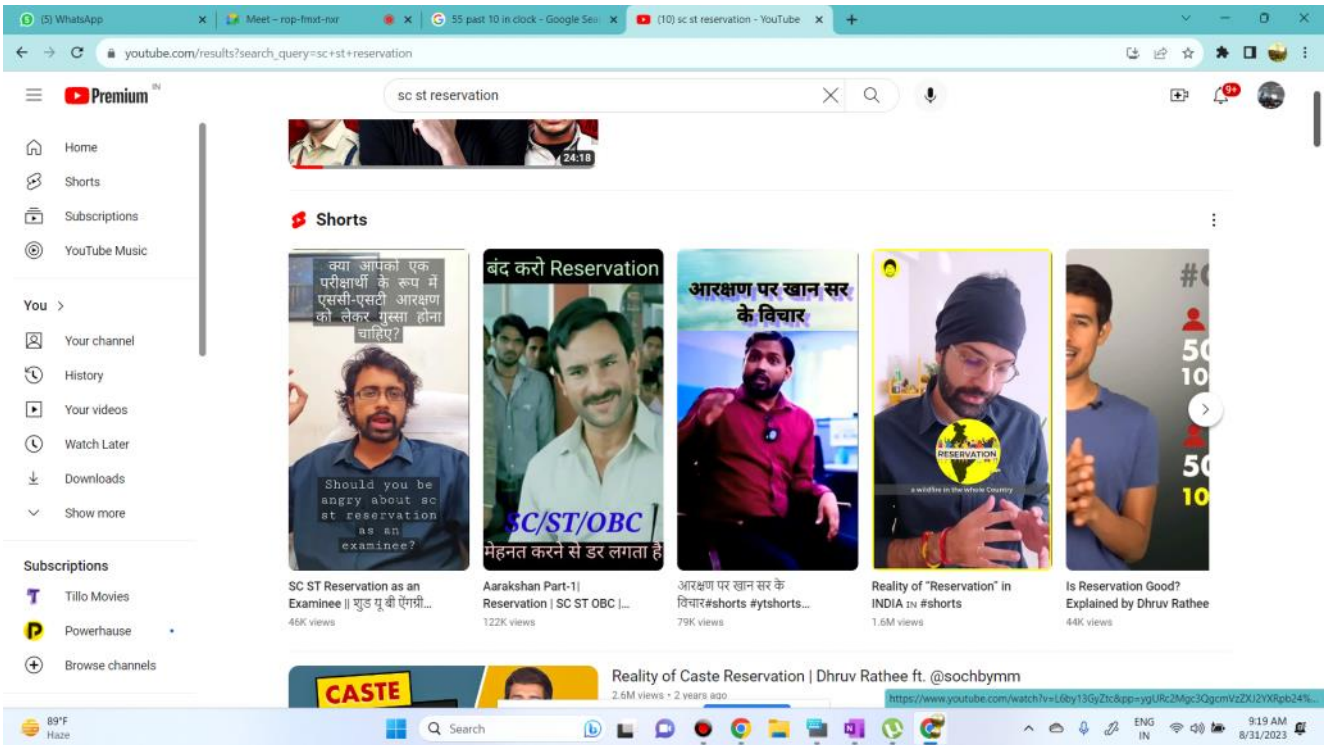 (5) WhatsApp
Meet – rop-fmxt-nxr
55 past 10 in clock - Google Sea
(10) sc st reservation - YouTube
youtube.com/results?search_query=sc+st+reservation
Premium IN
sc st reservation
9+
Home
Shorts
Subscriptions
YouTube Music
You >
Your channel
History
Your videos
Watch Later
Downloads
Show more
Subscriptions
Tillo Movies
Powerhause
Browse channels
24:18
Shorts
क्या आपको एक
परीक्षार्थी के रूप में
एससी-एसटी आरक्षण
को लेकर गुस्सा होना
चाहिए?
Should you be
angry about sc
st reservation
as an
examinee?
SC ST Reservation as an
Examinee || शुड यू बी ऐंगग्री...
46K views
बंद करो Reservation
SC/ST/OBC
मेहनत करने से डर लगता है
Aarakshan Part-1|
Reservation | SC ST OBC |...
122K views
आरक्षण पर खान सर
के विचार
आरक्षण पर खान सर के
विचार#shorts #ytshorts...
79K views
RESERVATION
a wildfire in the whole Country
Reality of "Reservation" in
INDIA IN #shorts
1.6M views
50
10
50
10
Is Reservation Good?
Explained by Dhruv Rathee
44K views
CASTE
Reality of Caste Reservation | Dhruv Rathee ft. @sochbymm
2.6M views • 2 years ago
89°F
Haze
Search
ENG
IN
9:19 AM
8/31/2023